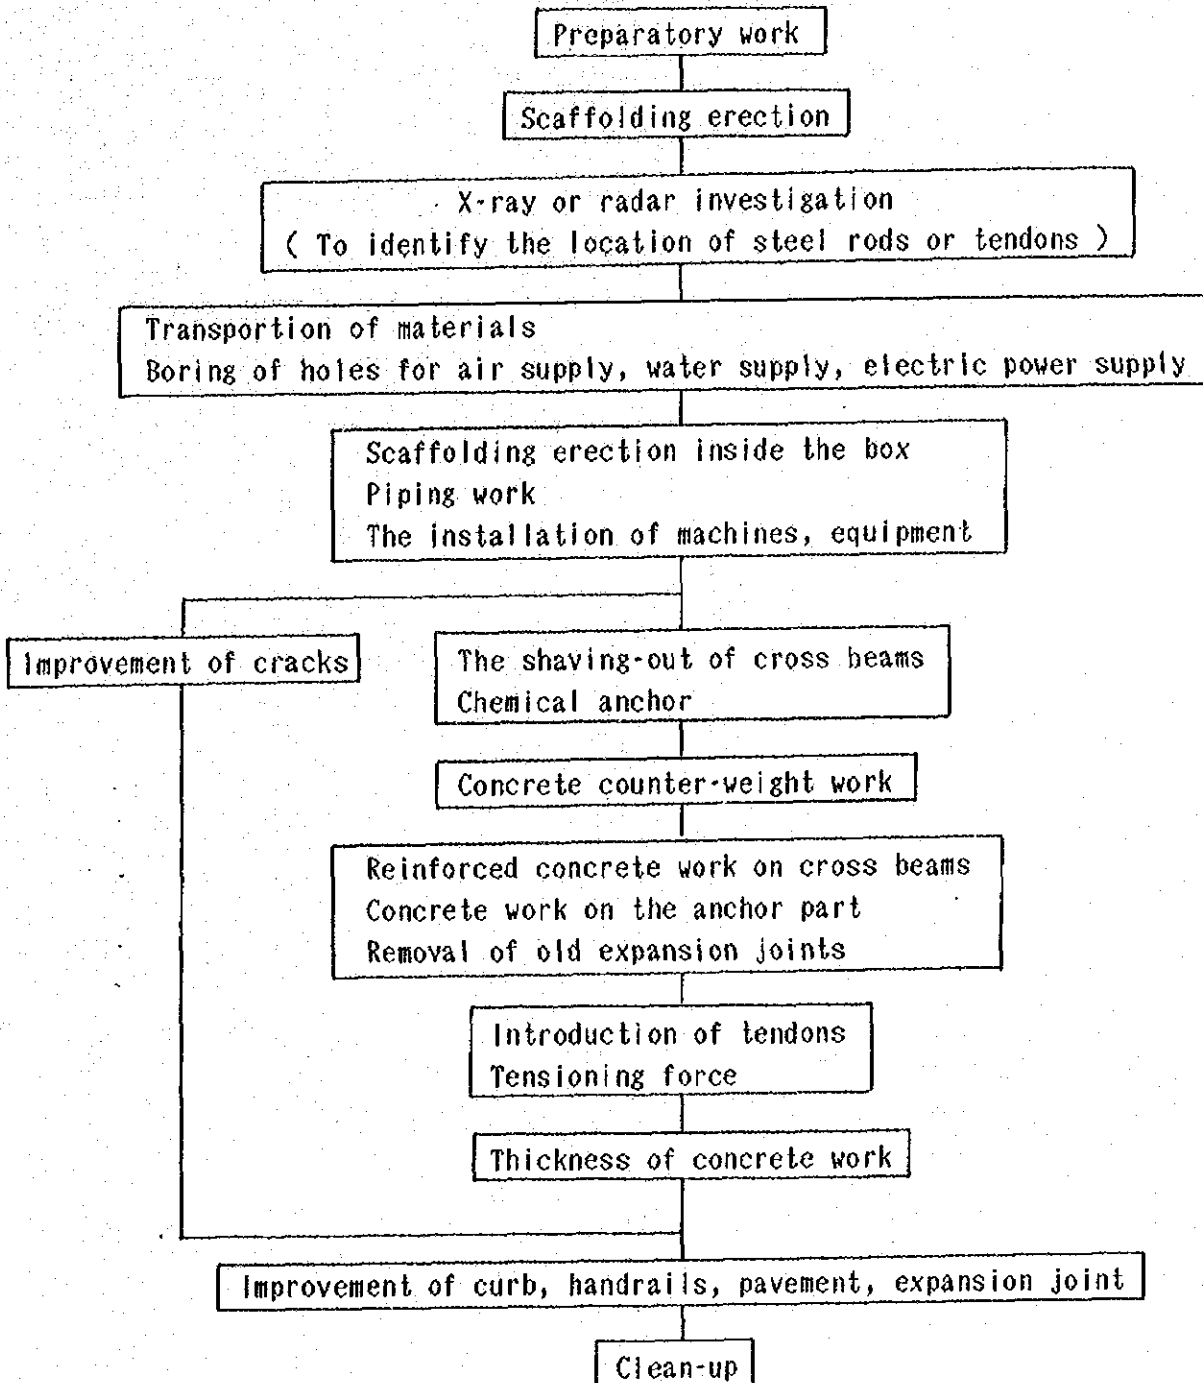 Preparatory work
Scaffolding erection
X-ray or radar investigation
( To identify the location of steel rods or tendons )
Transportion of materials
Boring of holes for air supply, water supply, electric power supply
Scaffolding erection inside the box
Piping work
The installation of machines, equipment
Improvement of cracks
The shaving-out of cross beams
Chemical anchor
Concrete counter-weight work
Reinforced concrete work on cross beams
Concrete work on the anchor part
Removal of old expansion joints
Introduction of tendons
Tensioning force
Thickness of concrete work
Improvement of curb, handrails, pavement, expansion joint
Clean-up